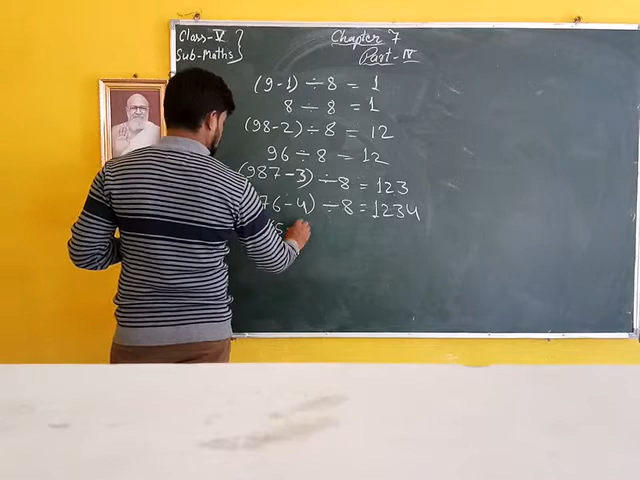 Class-V
Sub-Maths
Chapter 7
Part-IV
(9-1) ÷ 8 = 1
8 ÷ 8 = 1
(98-2) ÷ 8 = 12
96 ÷ 8 = 12
(987-3) ÷ 8 = 123
76-4) ÷ 8 = 1234